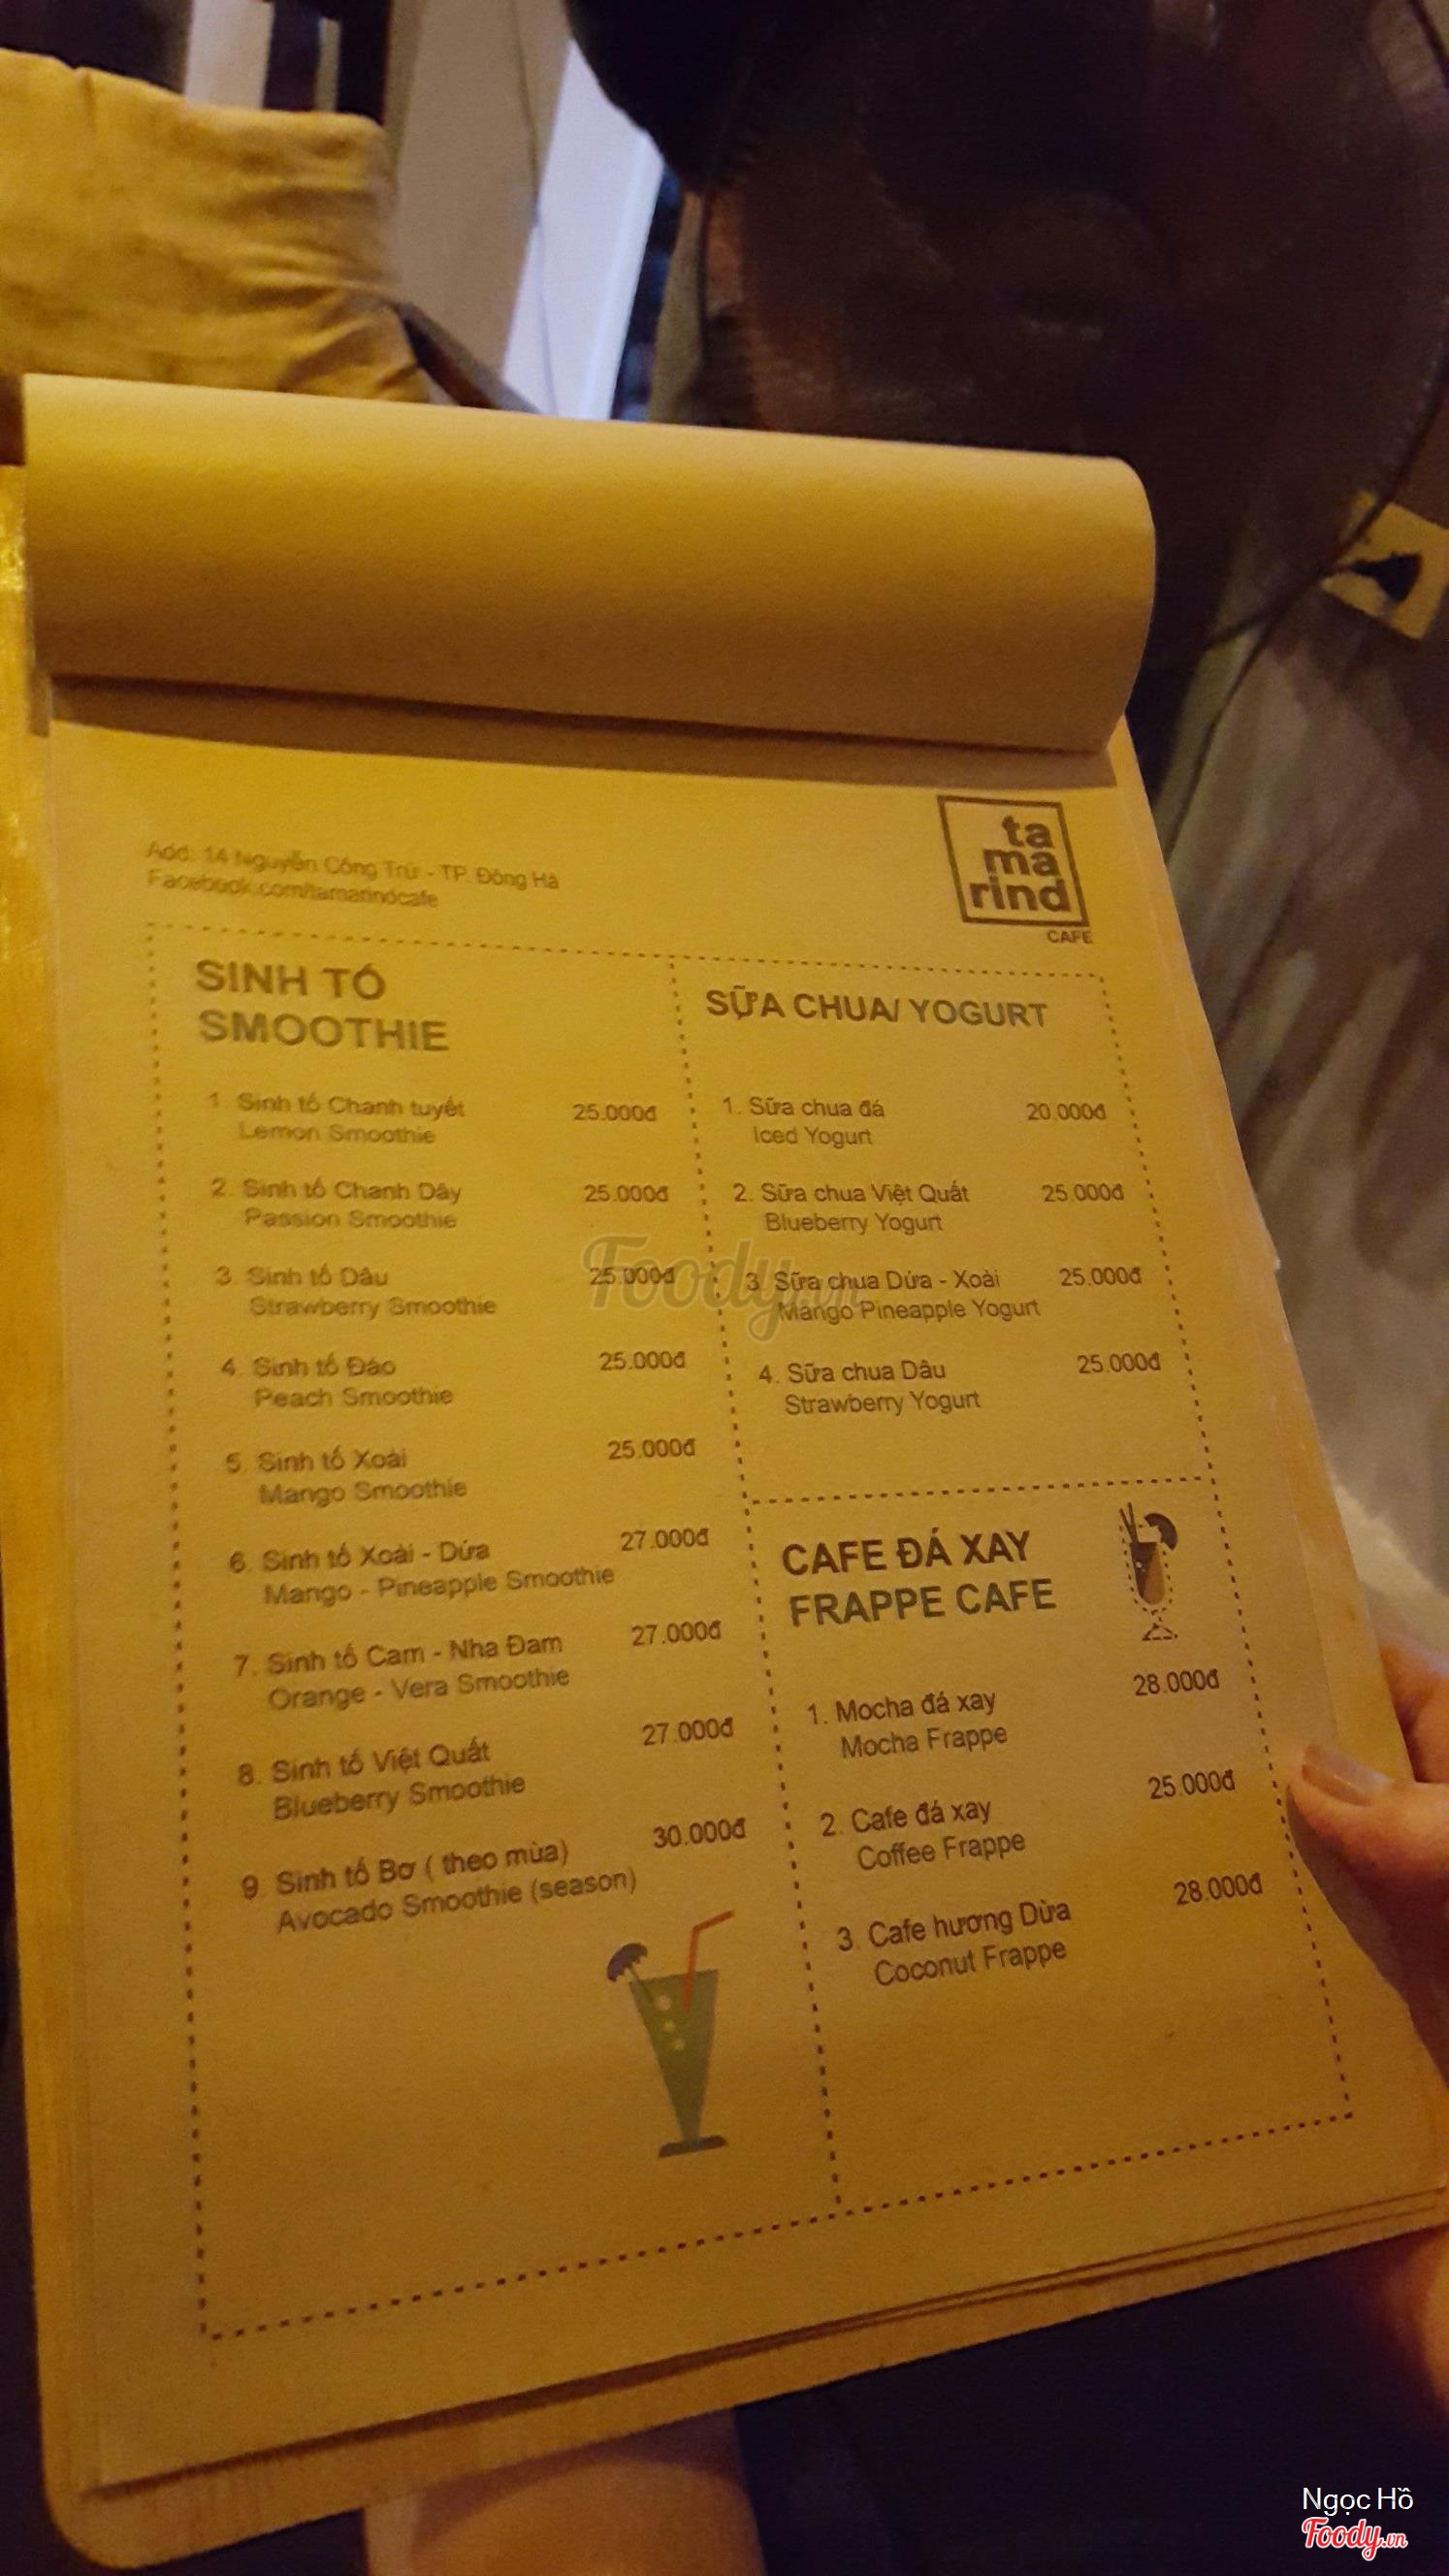 Add: 14 Nguyễn Công Trứ - TP. Đông Hà
Facebook.com/tamarindcafe
ta
ma
rind
CAFE
SINH TỐ
SMOOTHIE
1. Sinh tố Chanh tuyết 25.000đ
Lemon Smoothie
2. Sinh tố Chanh Dây 25.000đ
Passion Smoothie
3. Sinh tố Dâu 25.000đ
Strawberry Smoothie
4. Sinh tố Đào 25.000đ
Peach Smoothie
5. Sinh tố Xoài 25.000đ
Mango Smoothie
6. Sinh tố Xoài - Dứa 27.000đ
Mango - Pineapple Smoothie
7. Sinh tố Cam - Nha Đam 27.000đ
Orange - Vera Smoothie
8. Sinh tố Việt Quất 27.000đ
Blueberry Smoothie
9. Sinh tố Bơ ( theo mùa) 30.000đ
Avocado Smoothie (season)
SỮA CHUA/ YOGURT
1. Sữa chua đá 20.000đ
Iced Yogurt
2. Sữa chua Việt Quất 25.000đ
Blueberry Yogurt
3. Sữa chua Dứa - Xoài 25.000đ
Mango Pineapple Yogurt
4. Sữa chua Dâu 25.000đ
Strawberry Yogurt
CAFE ĐÁ XAY
FRAPPE CAFE
1. Mocha đá xay 28.000đ
Mocha Frappe
2. Cafe đá xay 25.000đ
Coffee Frappe
3. Cafe hương Dừa 28.000đ
Coconut Frappe
Foody.vn
Ngọc Hồ
Foody.vn